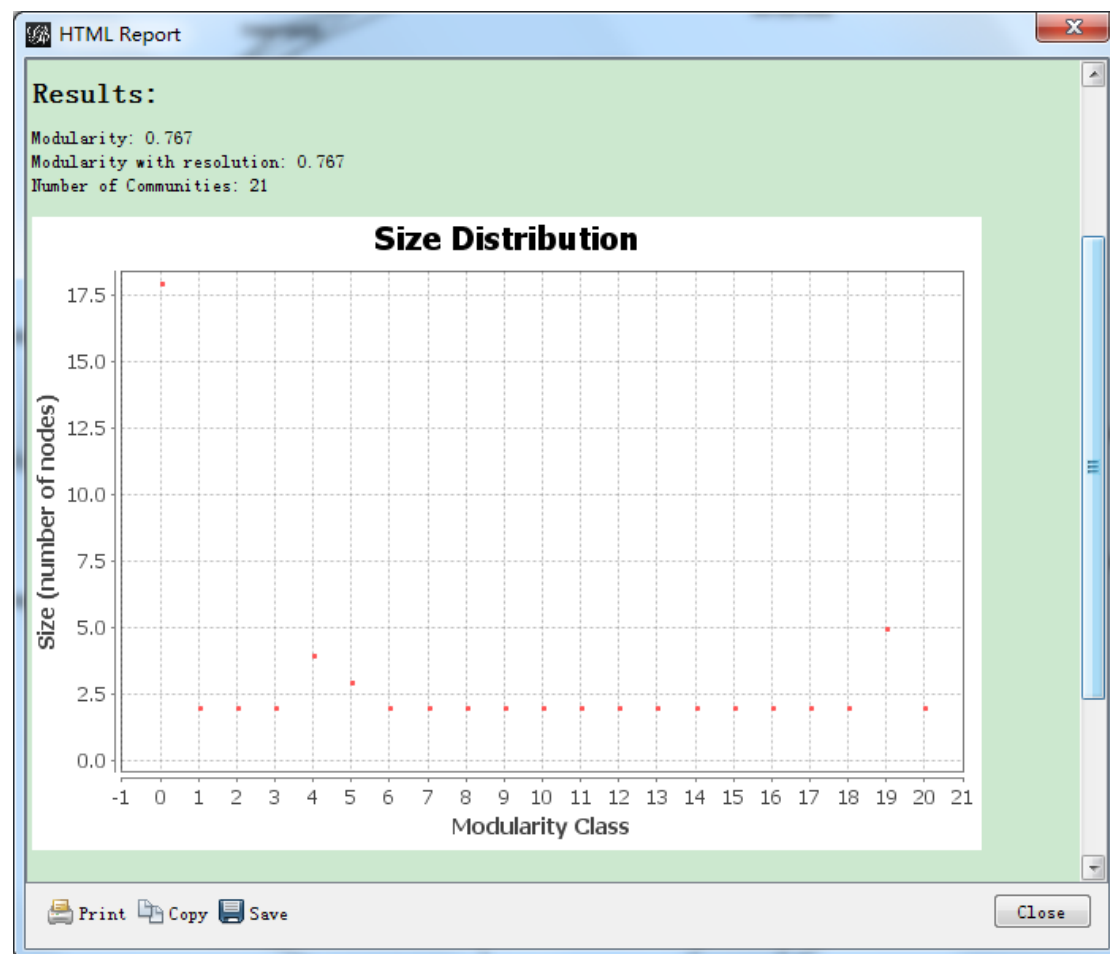 HTML Report
Results:
Modularity: 0.767
Modularity with resolution: 0.767
Number of Communities: 21
Size Distribution
Size (number of nodes)
17.5
15.0
12.5
10.0
7.5
5.0
2.5
0.0
-1 0 1 2 3 4 5 6 7 8 9 10 11 12 13 14 15 16 17 18 19 20 21
Modularity Class
Print Copy Save Close